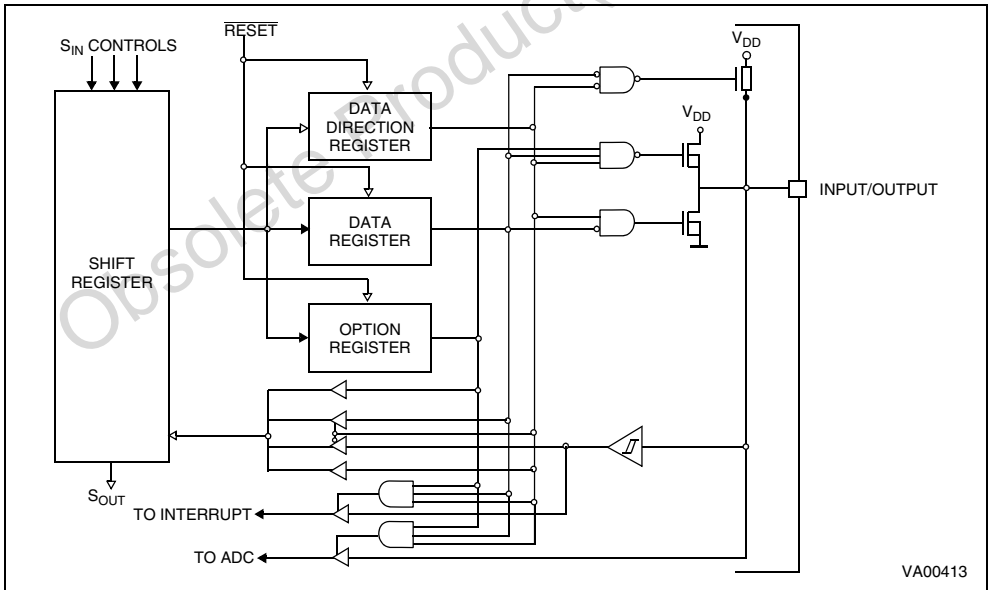 RESET
S_IN CONTROLS
V_DD
DATA
DIRECTION
REGISTER
V_DD
INPUT/OUTPUT
DATA
REGISTER
SHIFT
REGISTER
OPTION
REGISTER
S_OUT
TO INTERRUPT
TO ADC
VA00413
Obsolete Product(